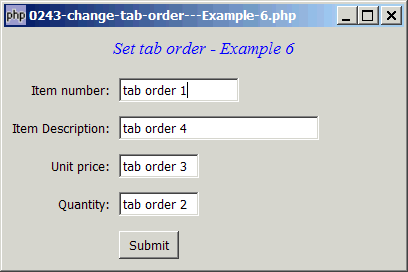 php 0243-change-tab-order---Example-6.php
Set tab order - Example 6
Item number: tab order 1
Item Description: tab order 4
Unit price: tab order 3
Quantity: tab order 2
Submit